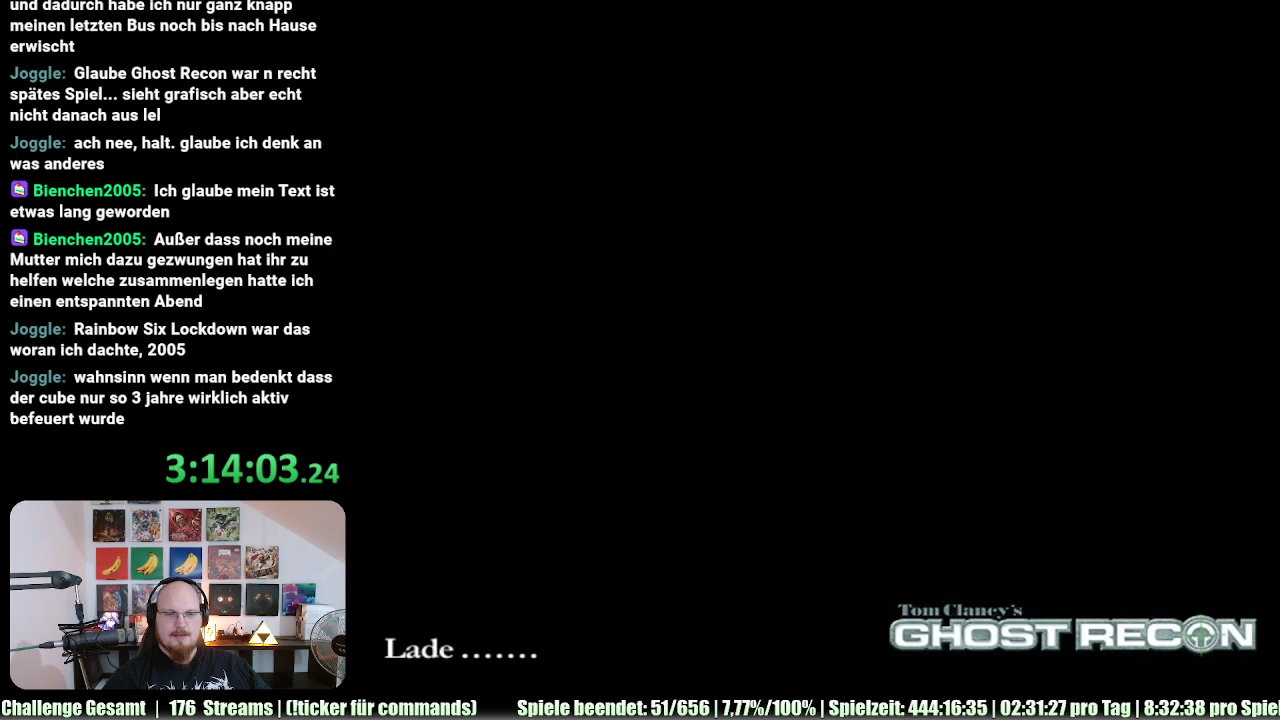 und dadurch habe ich nur ganz knapp
meinen letzten Bus noch bis nach Hause
erwischt
Joggle: Glaube Ghost Recon war n recht
spätes Spiel... sieht grafisch aber echt
nicht danach aus lel
Joggle: ach nee, halt. glaube ich denk an
was anderes
Bienchen2005: Ich glaube mein Text ist
etwas lang geworden
Bienchen2005: Außer dass noch meine
Mutter mich dazu gezwungen hat ihr zu
helfen welche zusammenlegen hatte ich
einen entspannten Abend
Joggle: Rainbow Six Lockdown war das
woran ich dachte, 2005
Joggle: wahnsinn wenn man bedenkt dass
der cube nur so 3 jahre wirklich aktiv
befeuert wurde
3:14:03.24
Lade .......
Tom Clancy's
GHOST RECON
Challenge Gesamt | 176 Streams | (!ticker für commands) Spiele beendet: 51/656 | 7,77%/100% | Spielzeit: 444:16:35 | 02:31:27 pro Tag | 8:32:38 pro Spie